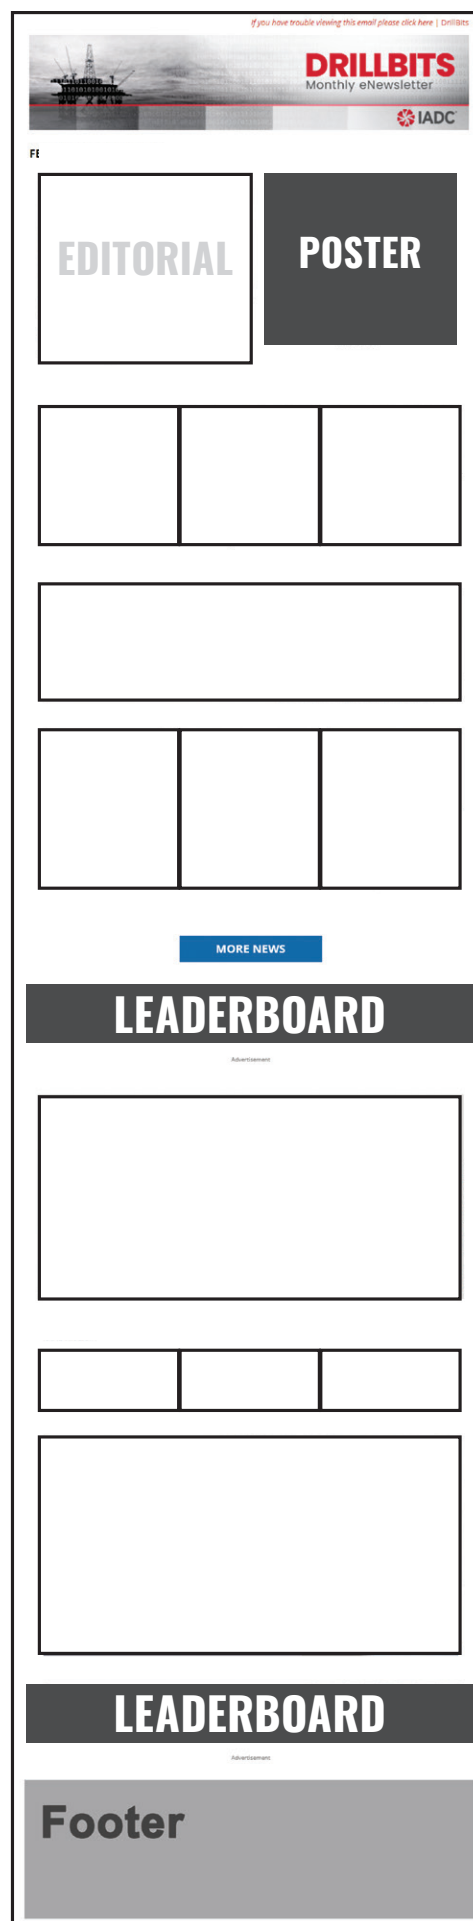 If you have trouble viewing this email please click here | DrillBits
DRILLBITS
Monthly eNewsletter
IADC
FE
EDITORIAL
POSTER
MORE NEWS
LEADERBOARD
Advertisement
LEADERBOARD
Advertisement
Footer